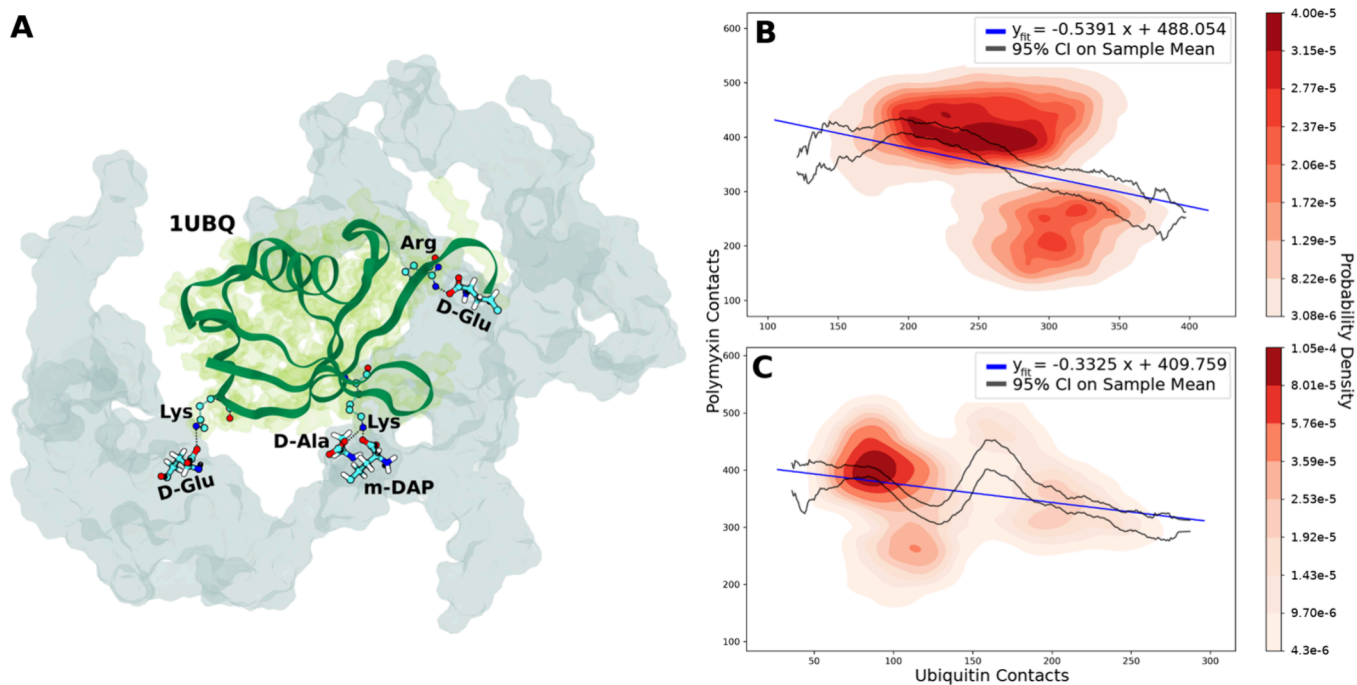 A
1UBQ
Arg
D-Glu
Lys
D-Ala
Lys
D-Glu
m-DAP
B
y_fit = -0.5391 x + 488.054
95% CI on Sample Mean
600
500
400
300
200
100
100 150 200 250 300 350 400
4.00e-5
3.15e-5
2.77e-5
2.37e-5
2.06e-5
1.67e-5
1.29e-5
8.22e-6
3.08e-6
Polymyxin Contacts
Probability Density
C
y_fit = -0.3325 x + 409.759
95% CI on Sample Mean
600
500
400
300
200
100
50 100 150 200 250 300
Ubiquitin Contacts
1.05e-4
8.01e-5
5.76e-5
3.59e-5
2.53e-5
1.92e-5
1.43e-5
9.70e-6
4.3e-6